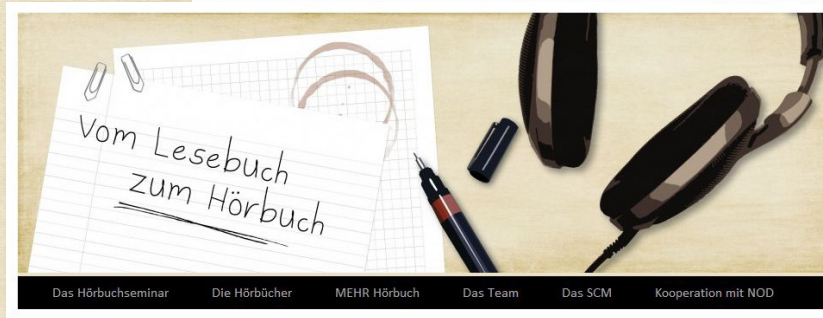 Vom Lesebuch
zum Hörbuch
Das Hörbuchseminar Die Hörbücher MEHR Hörbuch Das Team Das SCM Kooperation mit NOD